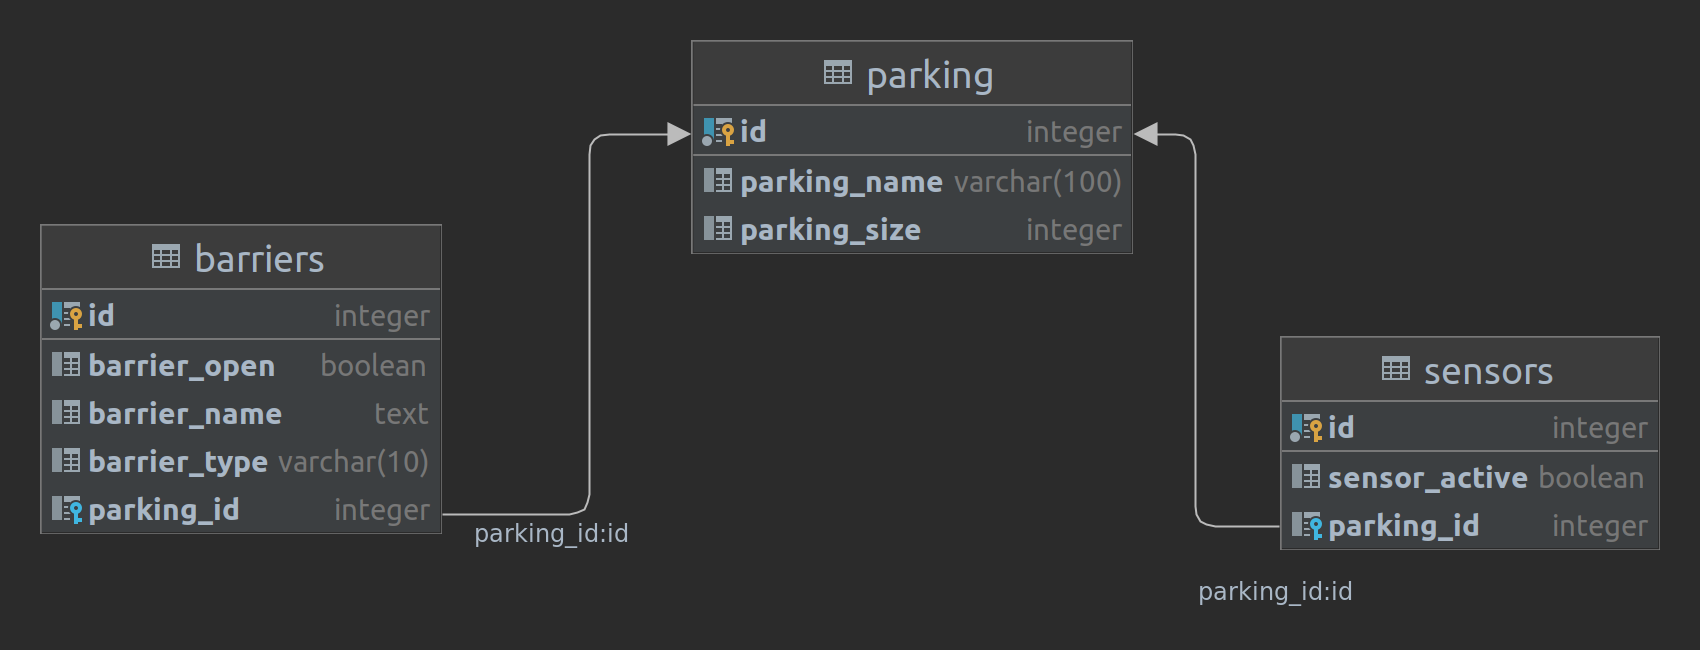 parking
id integer
parking_name varchar(100)
parking_size integer
barriers
id integer
barrier_open boolean
barrier_name text
barrier_type varchar(10)
parking_id integer
parking_id:id
sensors
id integer
sensor_active boolean
parking_id integer
parking_id:id